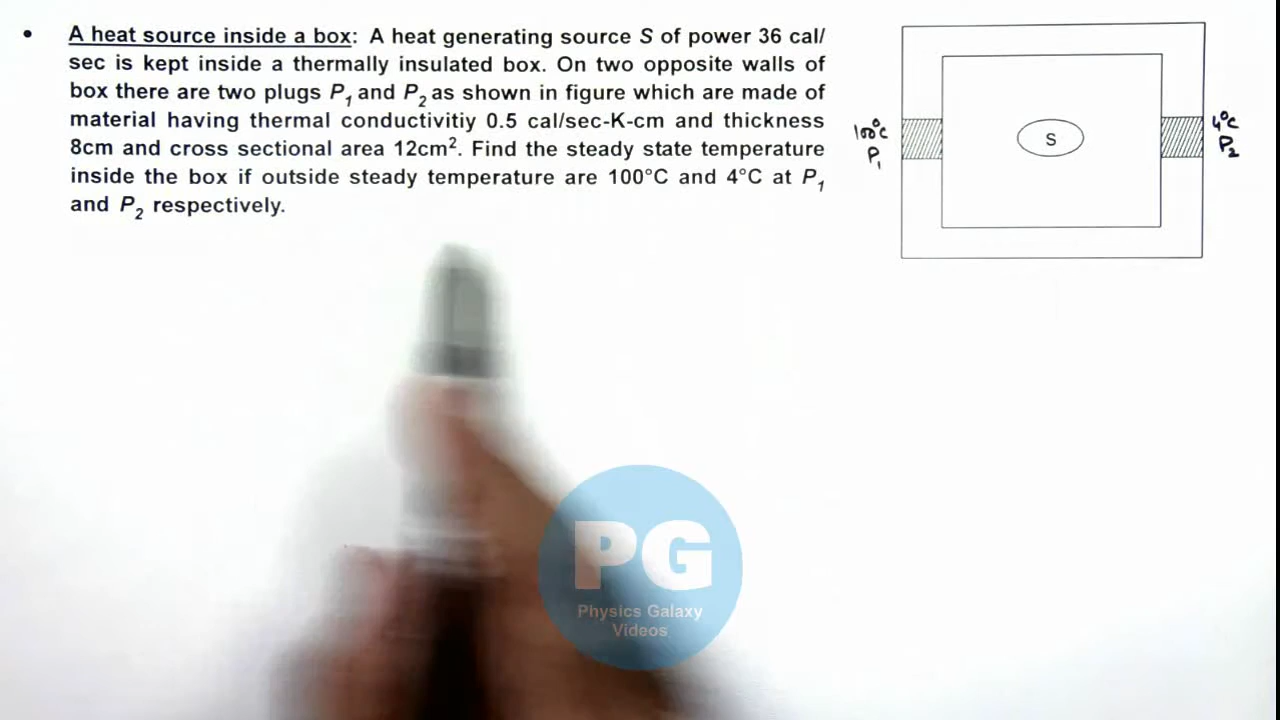 • A heat source inside a box: A heat generating source S of power 36 cal/
sec is kept inside a thermally insulated box. On two opposite walls of
box there are two plugs P₁ and P₂ as shown in figure which are made of
material having thermal conductivitiy 0.5 cal/sec-K-cm and thickness
8cm and cross sectional area 12cm². Find the steady state temperature
inside the box if outside steady temperature are 100°C and 4°C at P₁
and P₂ respectively.
100°C
P₁
S
4°C
P₂
PG
Physics Galaxy
Videos